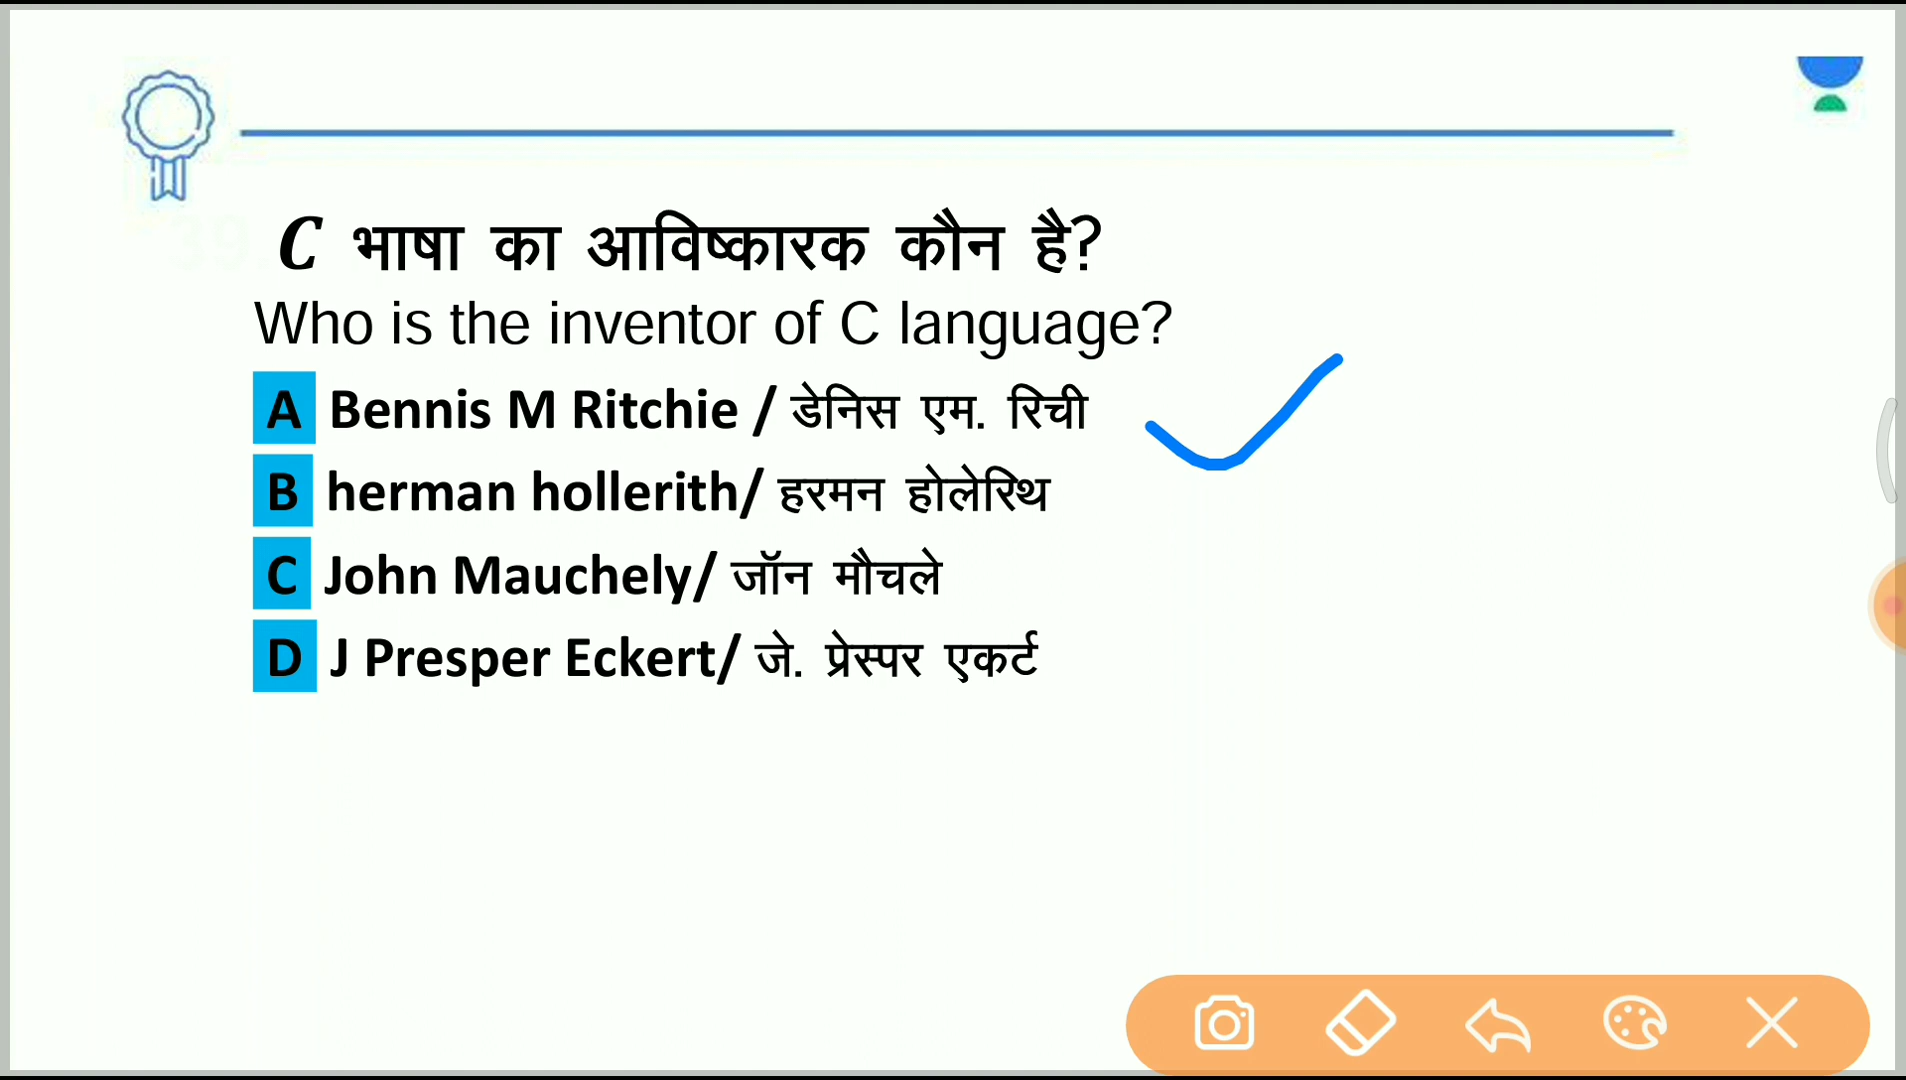 C भाषा का आविष्कारक कौन है?
Who is the inventor of C language?
A Bennis M Ritchie / डेनिस एम. रिची
B herman hollerith/ हरमन होलेरिथ
C John Mauchely/ जॉन मौचले
D J Presper Eckert/ जे. प्रेस्पर एकर्ट